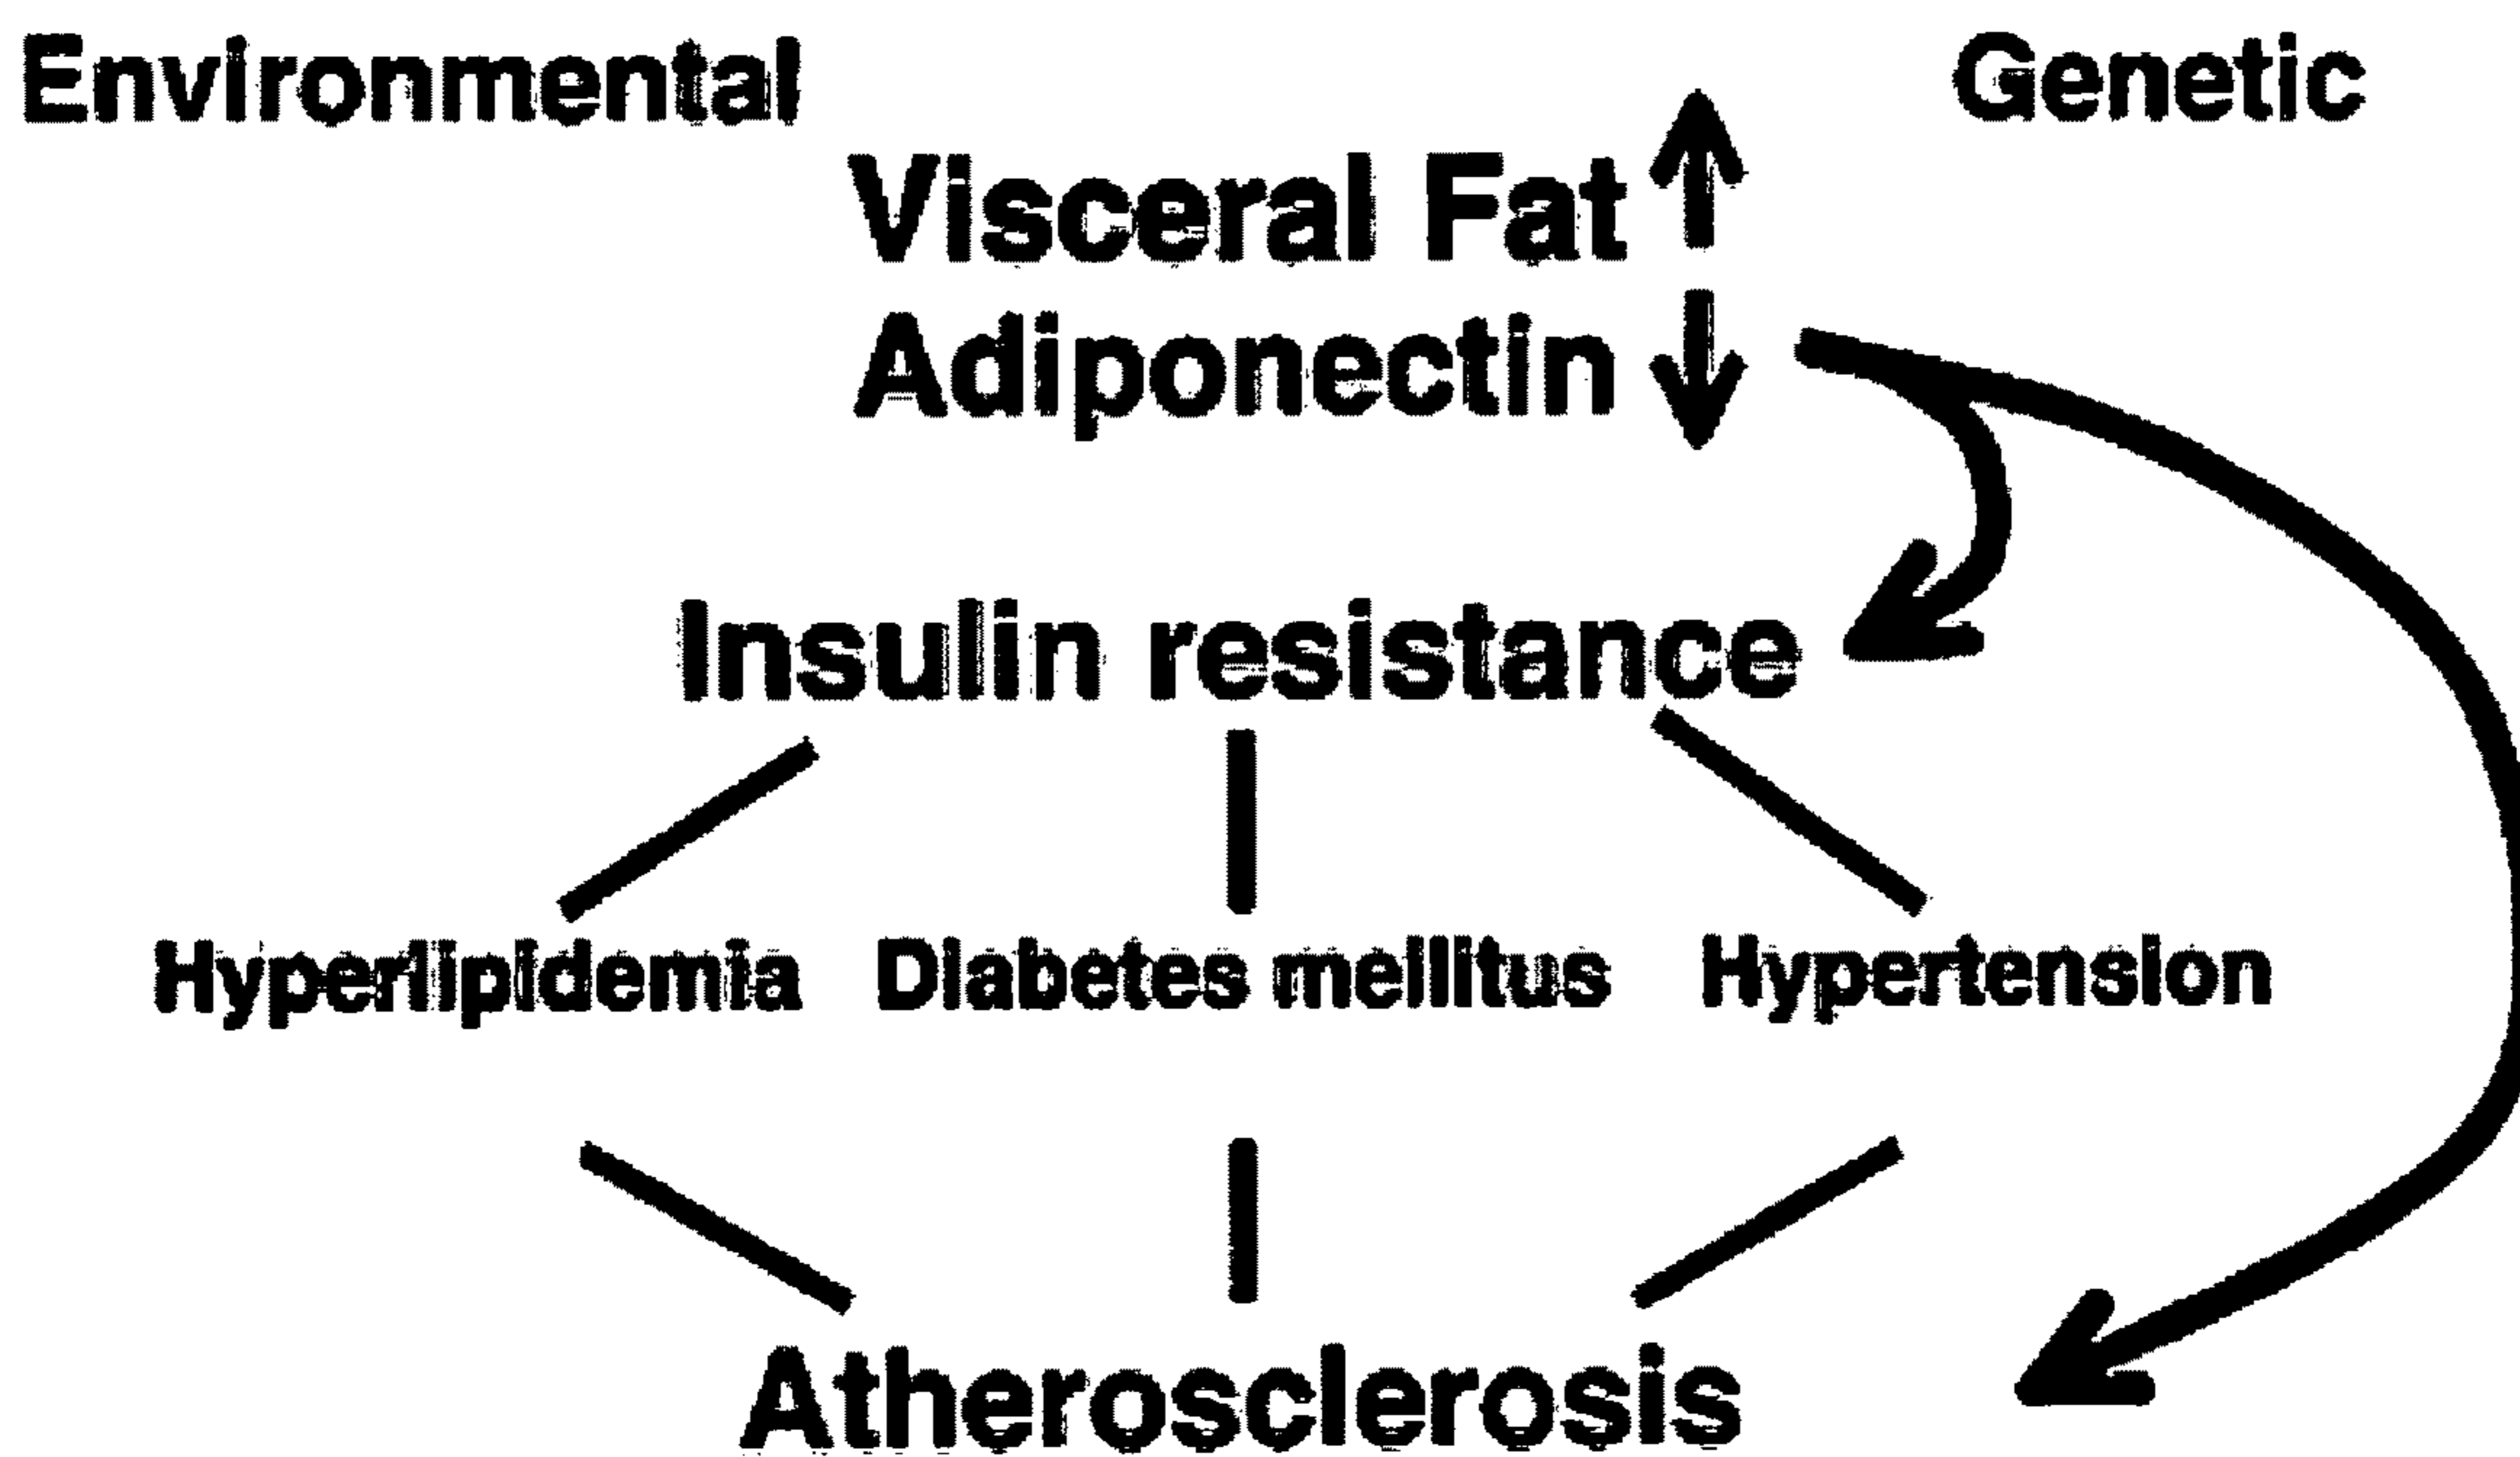 Environmental Genetic
Visceral Fat ↑
Adiponectin ↓
Insulin resistance
Hyperlipidemia Diabetes mellitus Hypertension
Atherosclerosis